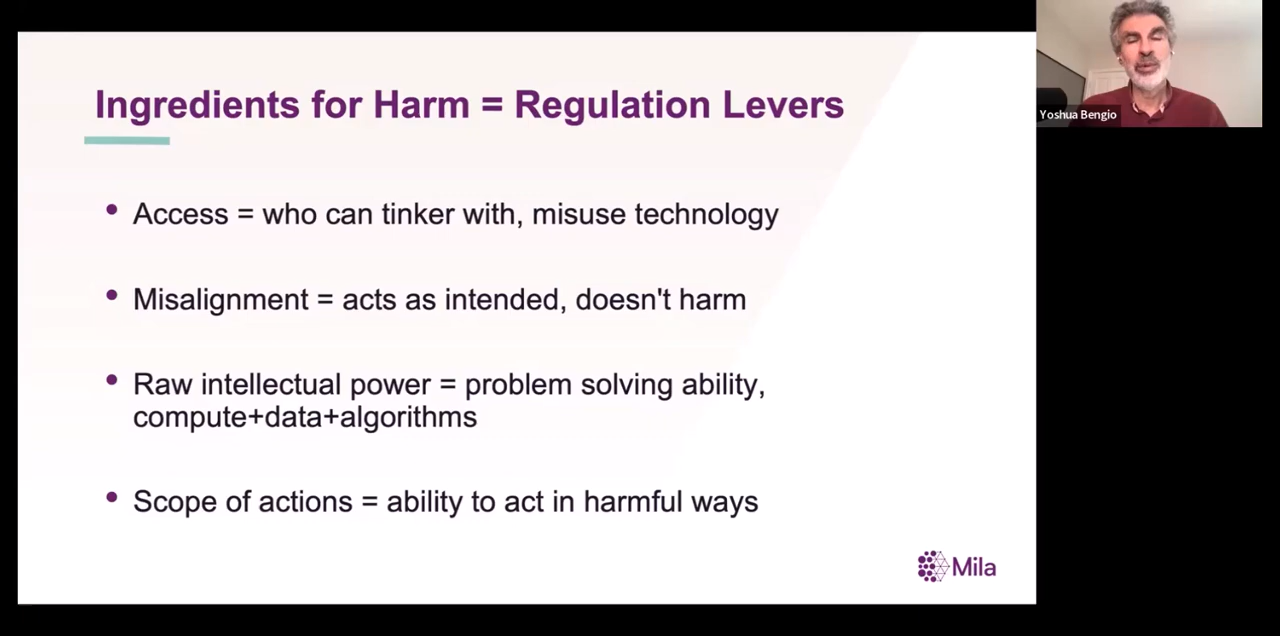 Ingredients for Harm = Regulation Levers
Access = who can tinker with, misuse technology
Misalignment = acts as intended, doesn't harm
Raw intellectual power = problem solving ability,
compute+data+algorithms
Scope of actions = ability to act in harmful ways
Mila
Yoshua Bengio